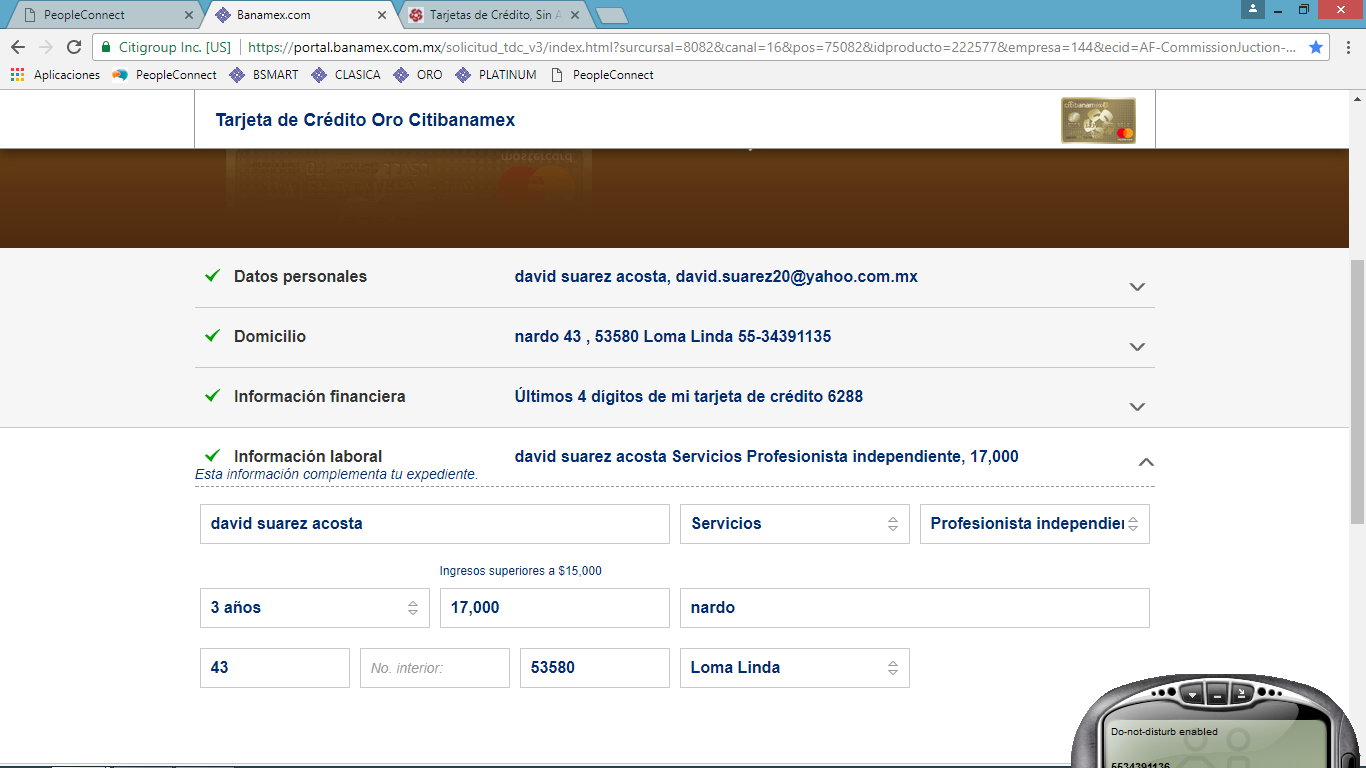 PeopleConnect
Banamex.com
Tarjetas de Crédito, Sin A
Citigroup Inc. [US] https://portal.banamex.com.mx/solicitud_tdc_v3/index.html?surcursal=8082&canal=16&pos=75082&idproducto=222577&empresa=144&ecid=AF-CommissionJuction-...
Aplicaciones PeopleConnect BSMART CLASICA ORO PLATINUM PeopleConnect
Tarjeta de Crédito Oro Citibanamex
citibanamex
mastercard
Datos personales david suarez acosta, david.suarez20@yahoo.com.mx
Domicilio nardo 43 , 53580 Loma Linda 55-34391135
Información financiera Últimos 4 dígitos de mi tarjeta de crédito 6288
Información laboral david suarez acosta Servicios Profesionista independiente, 17,000
Esta información complementa tu expediente.
david suarez acosta Servicios Profesionista independier
Ingresos superiores a $15,000
3 años 17,000 nardo
43 No. interior: 53580 Loma Linda
Do-not-disturb enabled
5534391136